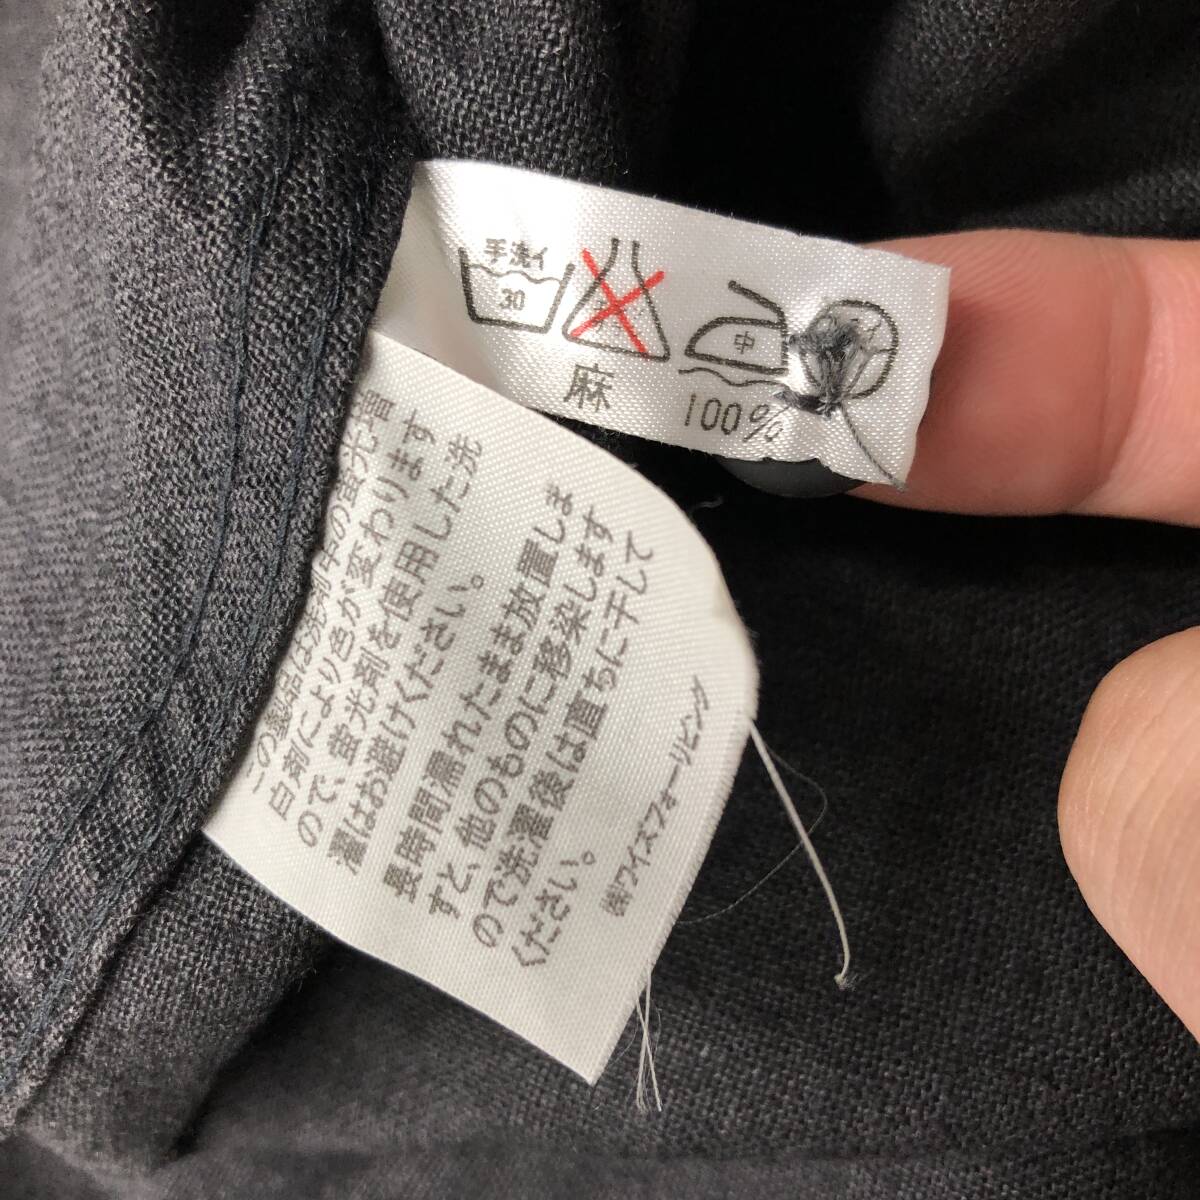 手洗イ
30
中
麻 100%
この製品は洗剤中の蛍光増
白剤により色が変わります
ので、蛍光剤を使用した洗
濯はお避けください。
長時間濡れたまま放置しま
すと、他のものに移染します
ので洗濯後は直ちに干して
ください。
㈱ワイズフォーリビング